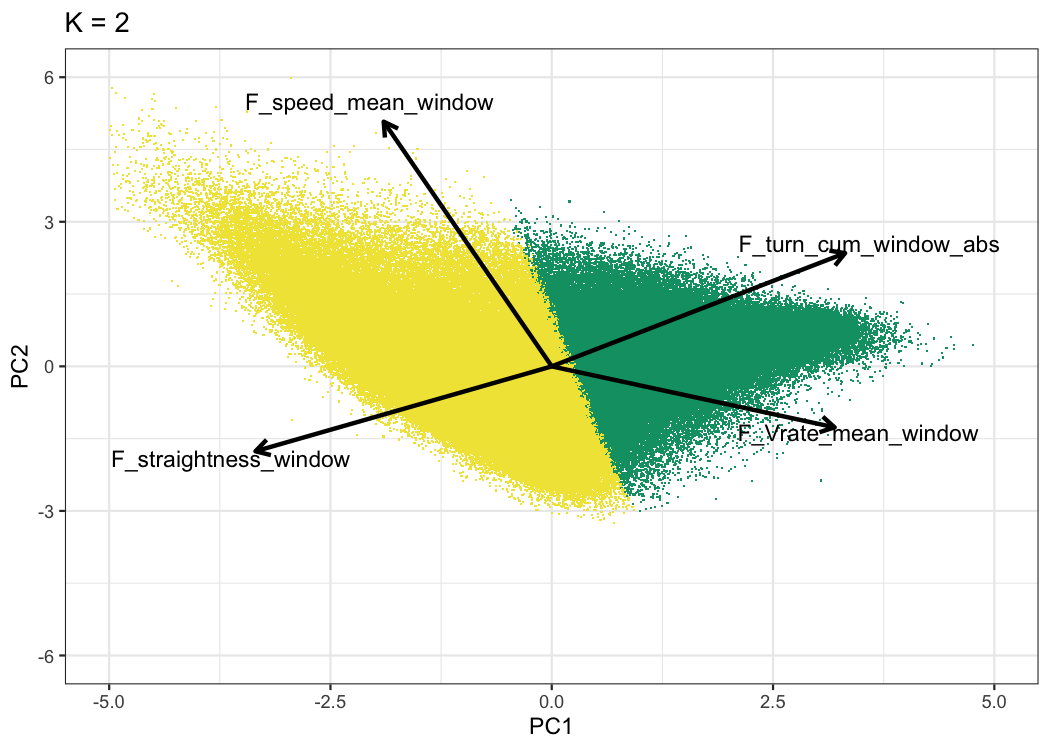 K = 2
6
F_speed_mean_window
3
F_turn_cum_window_abs
PC2
0
F_Vrate_mean_window
F_straightness_window
-3
-6
-5.0 -2.5 0.0 2.5 5.0
PC1